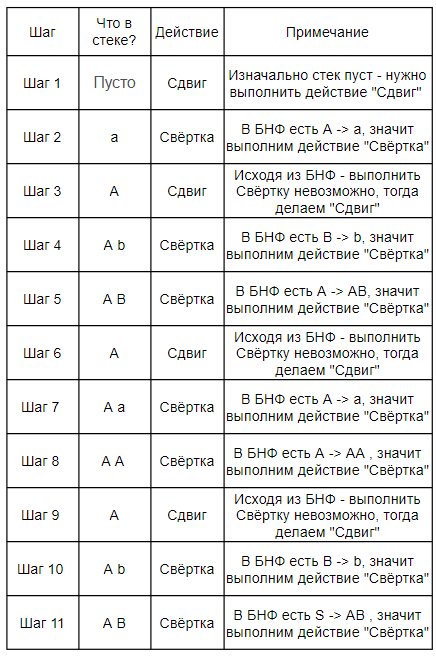 Шаг
Что в
стеке?
Действие
Примечание
Шаг 1
Пусто
Сдвиг
Изначально стек пуст - нужно
выполнить действие "Сдвиг"
Шаг 2
a
Свёртка
В БНФ есть A -> a, значит
выполним действие "Свёртка"
Шаг 3
A
Сдвиг
Исходя из БНФ - выполнить
Свёртку невозможно, тогда
делаем "Сдвиг"
Шаг 4
A b
Свёртка
В БНФ есть B -> b, значит
выполним действие "Свёртка"
Шаг 5
A B
Свёртка
В БНФ есть A -> AB, значит
выполним действие "Свёртка"
Шаг 6
A
Сдвиг
Исходя из БНФ - выполнить
Свёртку невозможно, тогда
делаем "Сдвиг"
Шаг 7
A a
Свёртка
В БНФ есть A -> a, значит
выполним действие "Свёртка"
Шаг 8
A A
Свёртка
В БНФ есть A -> AA , значит
выполним действие "Свёртка"
Шаг 9
A
Сдвиг
Исходя из БНФ - выполнить
Свёртку невозможно, тогда
делаем "Сдвиг"
Шаг 10
A b
Свёртка
В БНФ есть B -> b, значит
выполним действие "Свёртка"
Шаг 11
A B
Свёртка
В БНФ есть S -> AB , значит
выполним действие "Свёртка"